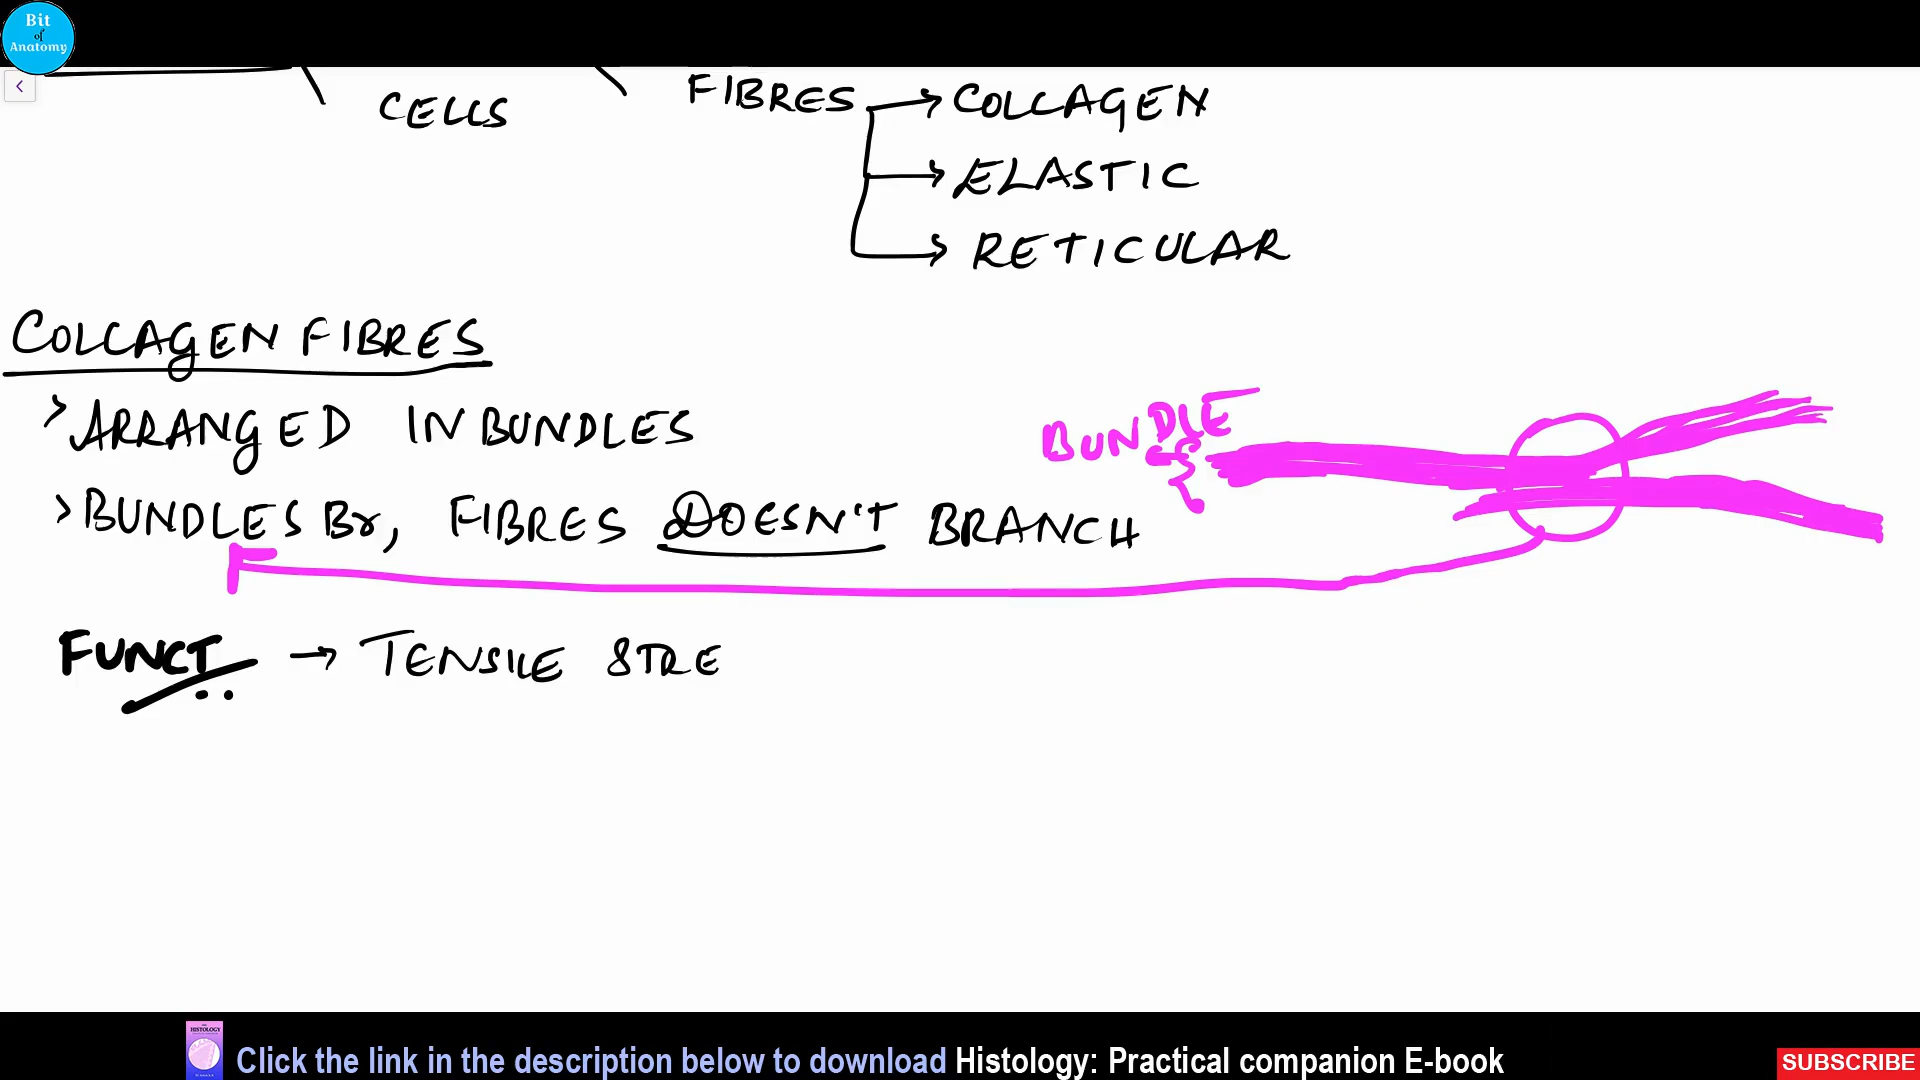 Bit
of
Anatomy
CELLS
FIBRES
COLLAGEN
ELASTIC
RETICULAR
COLLAGEN FIBRES
> ARRANGED IN BUNDLES
BUNDLE
> BUNDLES Br, FIBRES DOESN'T BRANCH
FUNCT → TENSILE STRE
HISTOLOGY
Click the link in the description below to download Histology: Practical companion E-book
SUBSCRIBE